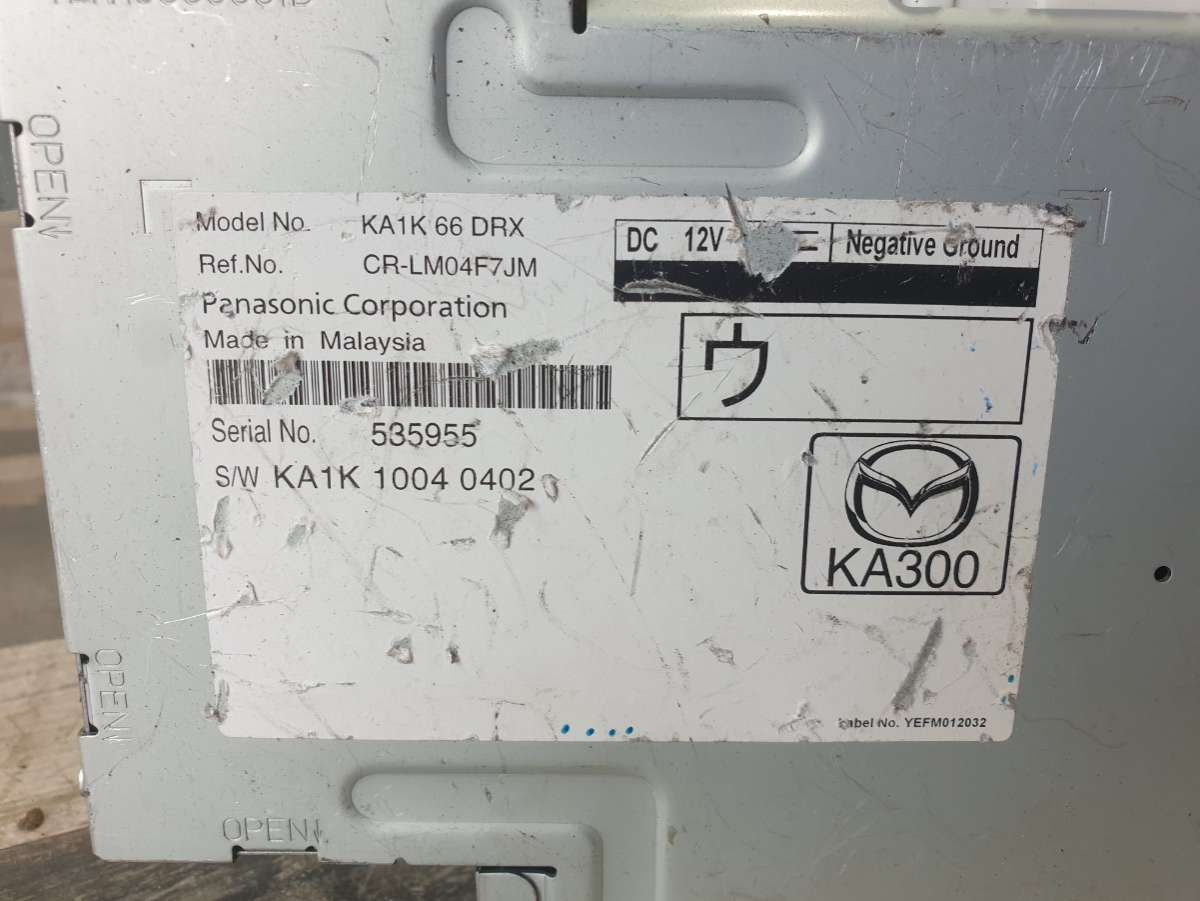 OPEN
Model No. KA1K 66 DRX
Ref.No. CR-LM04F7JM
Panasonic Corporation
Made in Malaysia
Serial No. 535955
S/W KA1K 1004 0402
DC 12V
Negative Ground
ウ
KA300
Label No. YEFM012032
OPEN
OPEN